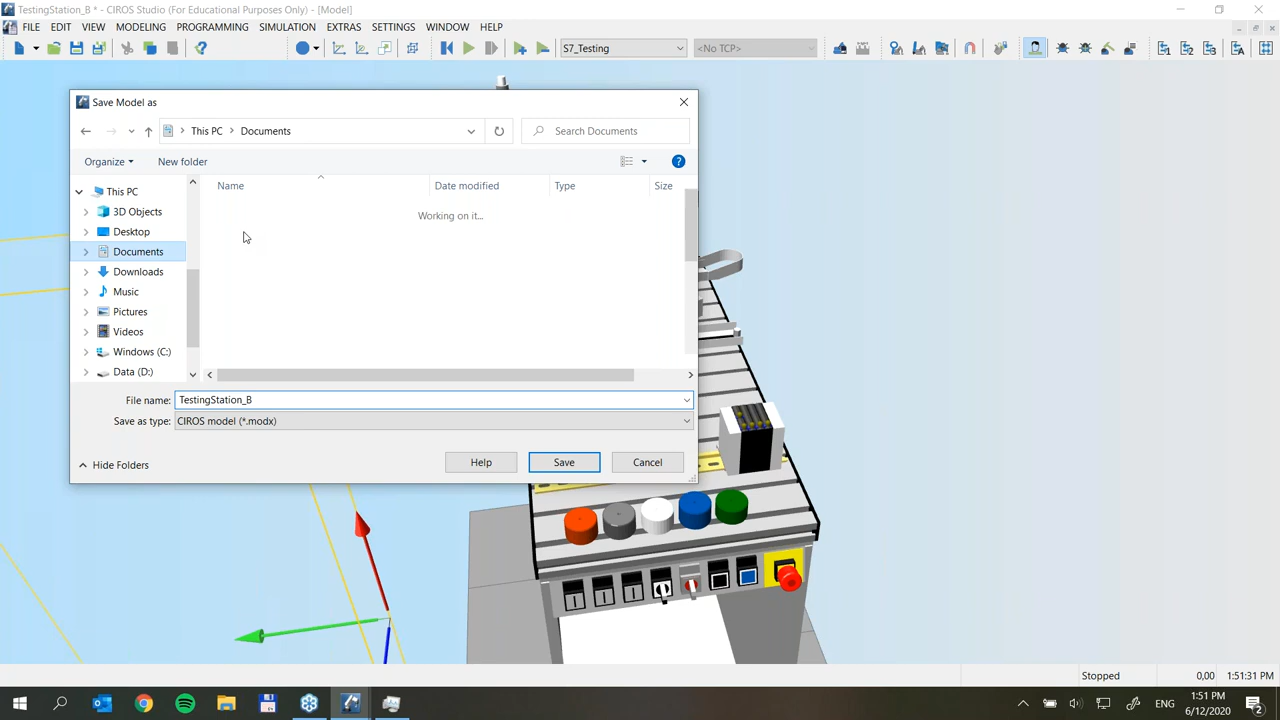 TestingStation_B * - CIROS Studio (For Educational Purposes Only) - [Model]
FILE EDIT VIEW MODELING PROGRAMMING SIMULATION EXTRAS SETTINGS WINDOW HELP
S7_Testing <No TCP>
Save Model as
This PC Documents Search Documents
Organize New folder
Name Date modified Type Size
This PC
3D Objects
Working on it...
Desktop
Documents
Downloads
Music
Pictures
Videos
Windows (C:)
Data (D:)
File name: TestingStation_B
Save as type: CIROS model (*.modx)
Hide Folders Help Save Cancel
Stopped 0,00 1:51:31 PM
ENG 1:51 PM
6/12/2020
2